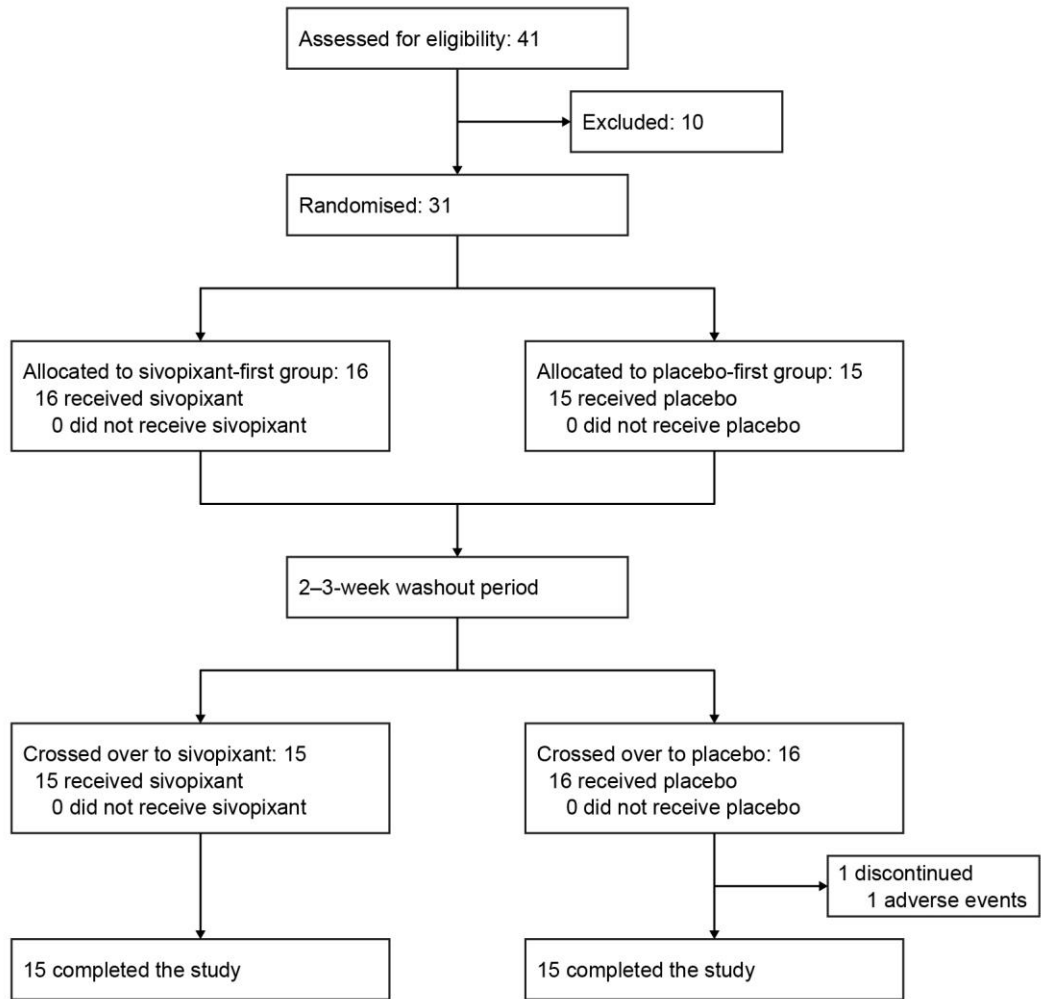 Assessed for eligibility: 41
Excluded: 10
Randomised: 31
Allocated to sivopixant-first group: 16
16 received sivopixant
0 did not receive sivopixant
Allocated to placebo-first group: 15
15 received placebo
0 did not receive placebo
2–3-week washout period
Crossed over to sivopixant: 15
15 received sivopixant
0 did not receive sivopixant
Crossed over to placebo: 16
16 received placebo
0 did not receive placebo
1 discontinued
1 adverse events
15 completed the study
15 completed the study